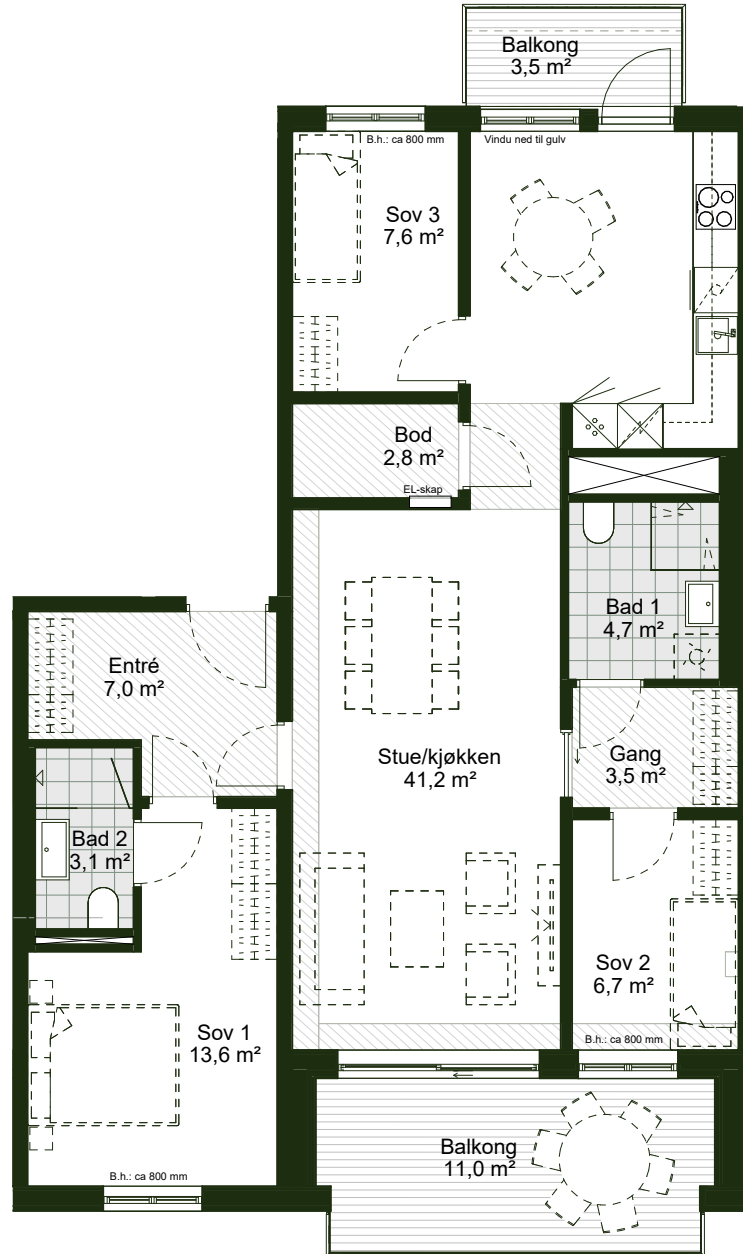 Balkong
3,5 m²
B.h.: ca 800 mm
Vindu ned til gulv
Sov 3
7,6 m²
Bod
2,8 m²
EL-skap
Bad 1
4,7 m²
Entré
7,0 m²
Stue/kjøkken
41,2 m²
Gang
3,5 m²
Bad 2
3,1 m²
Sov 2
6,7 m²
Sov 1
13,6 m²
B.h.: ca 800 mm
Balkong
11,0 m²
B.h.: ca 800 mm